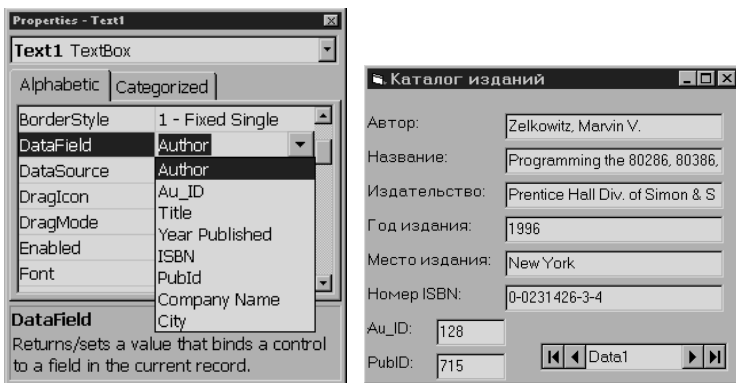 Properties - Text1
Text1 TextBox
Alphabetic Categorized
BorderStyle 1 - Fixed Single
DataField Author
DataSource Author
DragIcon Au_ID
DragMode Title
Enabled Year Published
Font ISBN
PubId
Company Name
City
DataField
Returns/sets a value that binds a control
to a field in the current record.
Каталог изданий
Автор: Zelkowitz, Marvin V.
Название: Programming the 80286, 80386,
Издательство: Prentice Hall Div. of Simon & S
Год издания: 1996
Место издания: New York
Номер ISBN: 0-0231426-3-4
Au_ID: 128
PubID: 715
Data1